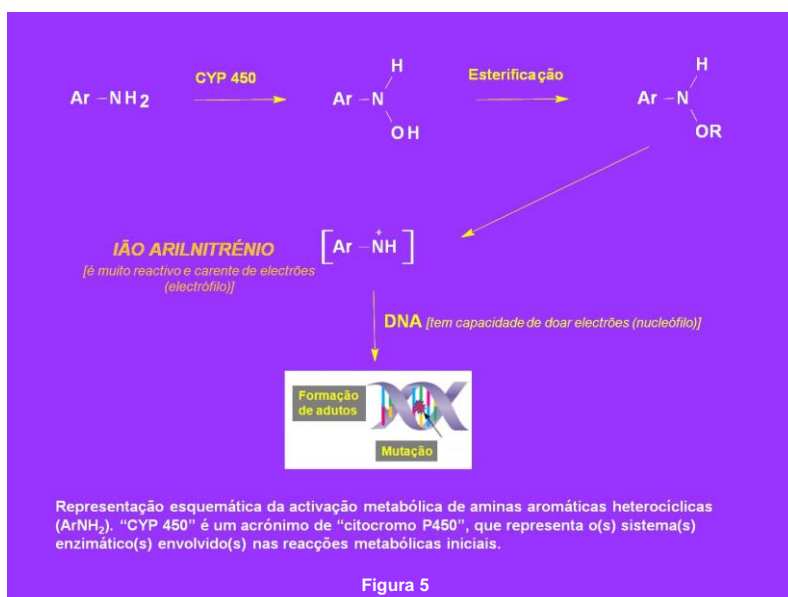 CYP 450
Esterificação
Ar –NH2
H
Ar –N
OH
H
Ar –N
OR
IÃO ARILNITRÉNIO
[é muito reactivo e carente de electrões
(electrófilo)]
[Ar –NH]
+
DNA [tem capacidade de doar electrões (nucleófilo)]
Formação
de adutos
Mutação
Representação esquemática da activação metabólica de aminas aromáticas heterocíclicas
(ArNH2). “CYP 450” é um acrónimo de “citocromo P450”, que representa o(s) sistema(s)
enzimático(s) envolvido(s) nas reacções metabólicas iniciais.
Figura 5